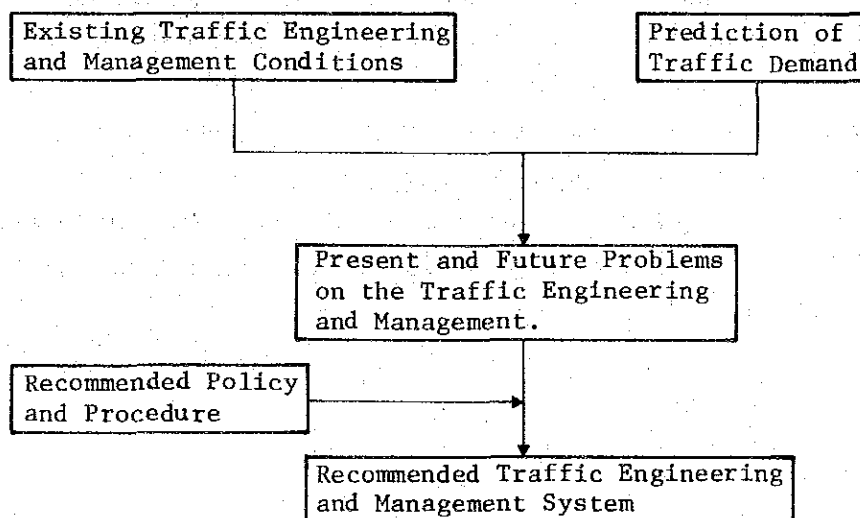 Existing Traffic Engineering
and Management Conditions
Prediction of
Traffic Demand
Present and Future Problems
on the Traffic Engineering
and Management.
Recommended Policy
and Procedure
Recommended Traffic Engineering
and Management System